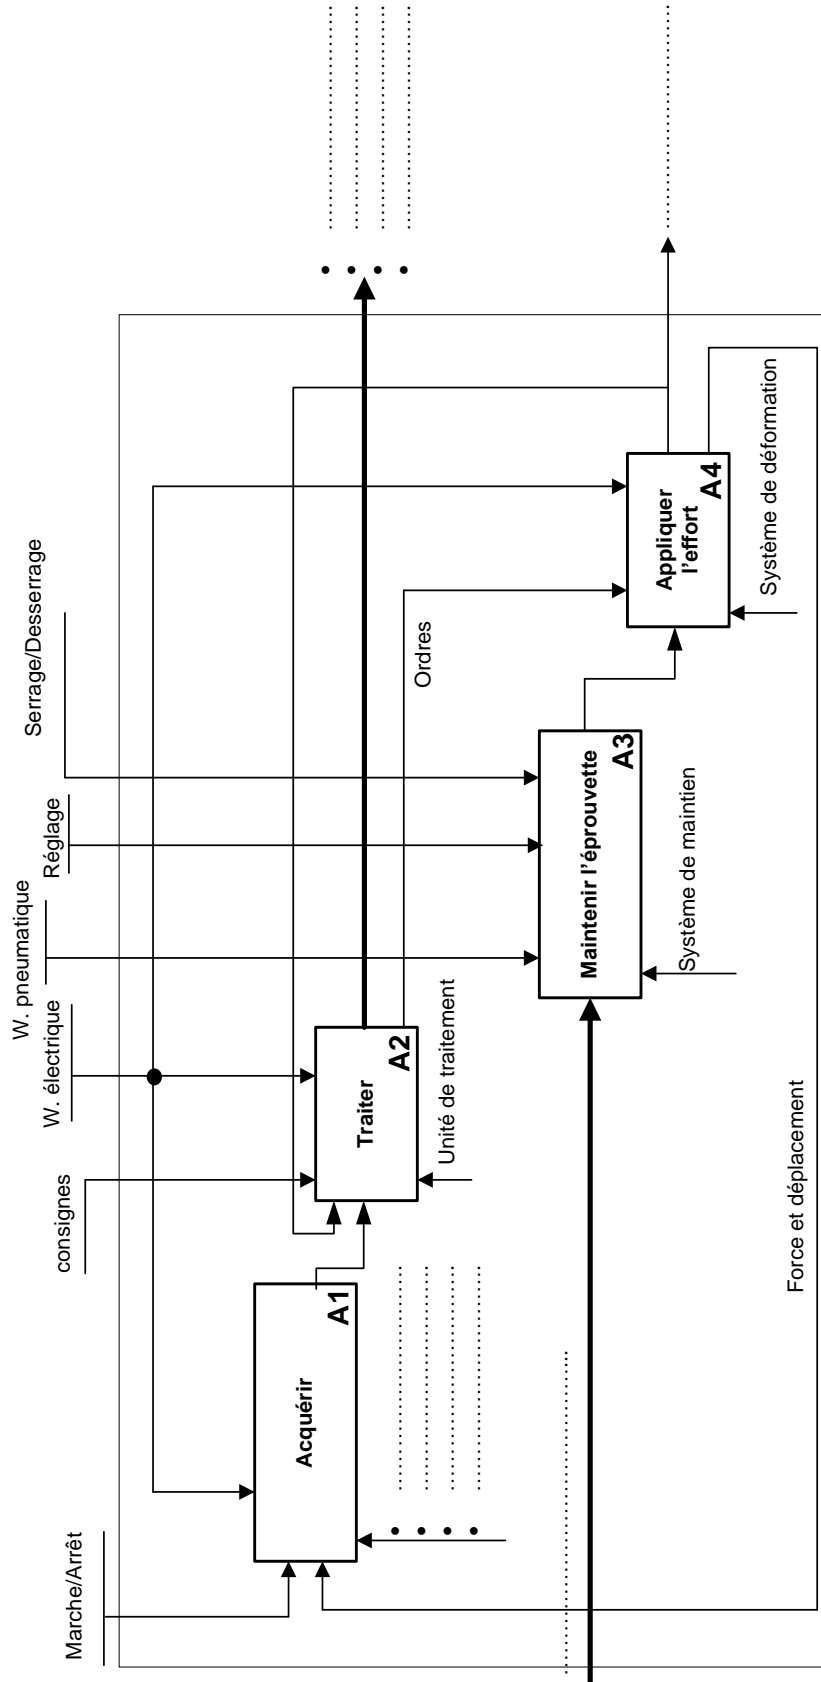 Marche/Arrêt
consignes
W. électrique
W. pneumatique
Réglage
Serrage/Desserrage
Acquérir
A1
Traiter
A2
Unité de traitement
Ordres
Maintenir l'éprouvette
A3
Système de maintien
Appliquer
l'effort
A4
Système de déformation
Force et déplacement